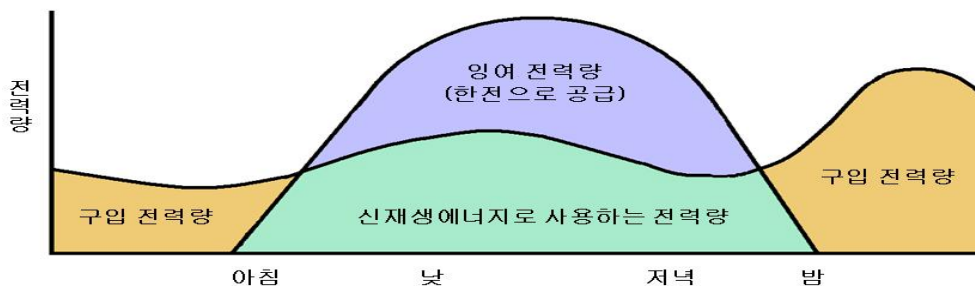 전력량
잉여 전력량
(한전으로 공급)
구입 전력량
신재생에너지로 사용하는 전력량
구입 전력량
아침 낮 저녁 밤